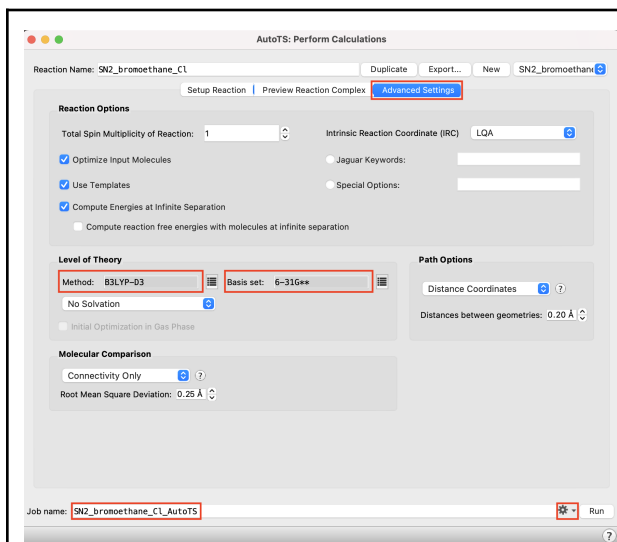 AutoTS: Perform Calculations
Reaction Name: SN2_bromoethane_Cl Duplicate Export... New SN2_bromoethane
Setup Reaction Preview Reaction Complex Advanced Settings
Reaction Options
Total Spin Multiplicity of Reaction: 1 Intrinsic Reaction Coordinate (IRC) LQA
Optimize Input Molecules Jaguar Keywords:
Use Templates Special Options:
Compute Energies at Infinite Separation
Compute reaction free energies with molecules at infinite separation
Level of Theory Path Options
Method: B3LYP-D3 Basis set: 6-31G**
Distance Coordinates ?
No Solvation
Distances between geometries: 0.20 Å
Initial Optimization in Gas Phase
Molecular Comparison
Connectivity Only ?
Root Mean Square Deviation: 0.25 Å
Job name: SN2_bromoethane_Cl_AutoTS Run
?